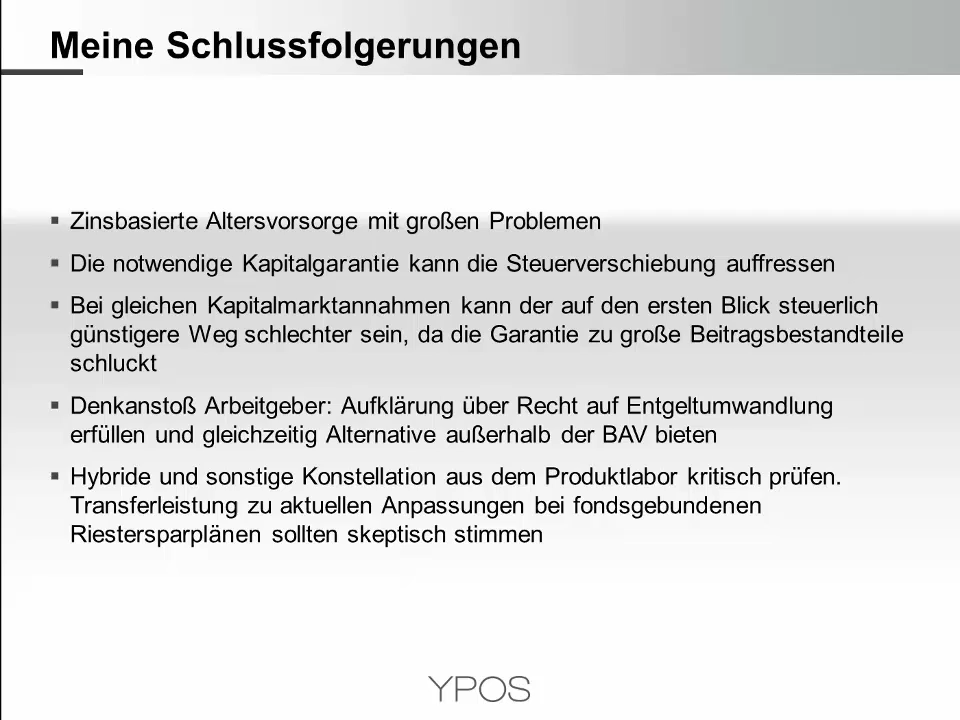 Meine Schlussfolgerungen
▪ Zinsbasierte Altersvorsorge mit großen Problemen
▪ Die notwendige Kapitalgarantie kann die Steuerverschiebung auffressen
▪ Bei gleichen Kapitalmarktannahmen kann der auf den ersten Blick steuerlich
günstigere Weg schlechter sein, da die Garantie zu große Beitragsbestandteile
schluckt
▪ Denkanstoß Arbeitgeber: Aufklärung über Recht auf Entgeltumwandlung
erfüllen und gleichzeitig Alternative außerhalb der BAV bieten
▪ Hybride und sonstige Konstellation aus dem Produktlabor kritisch prüfen.
Transferleistung zu aktuellen Anpassungen bei fondsgebundenen
Riestersparplänen sollten skeptisch stimmen
YPOS